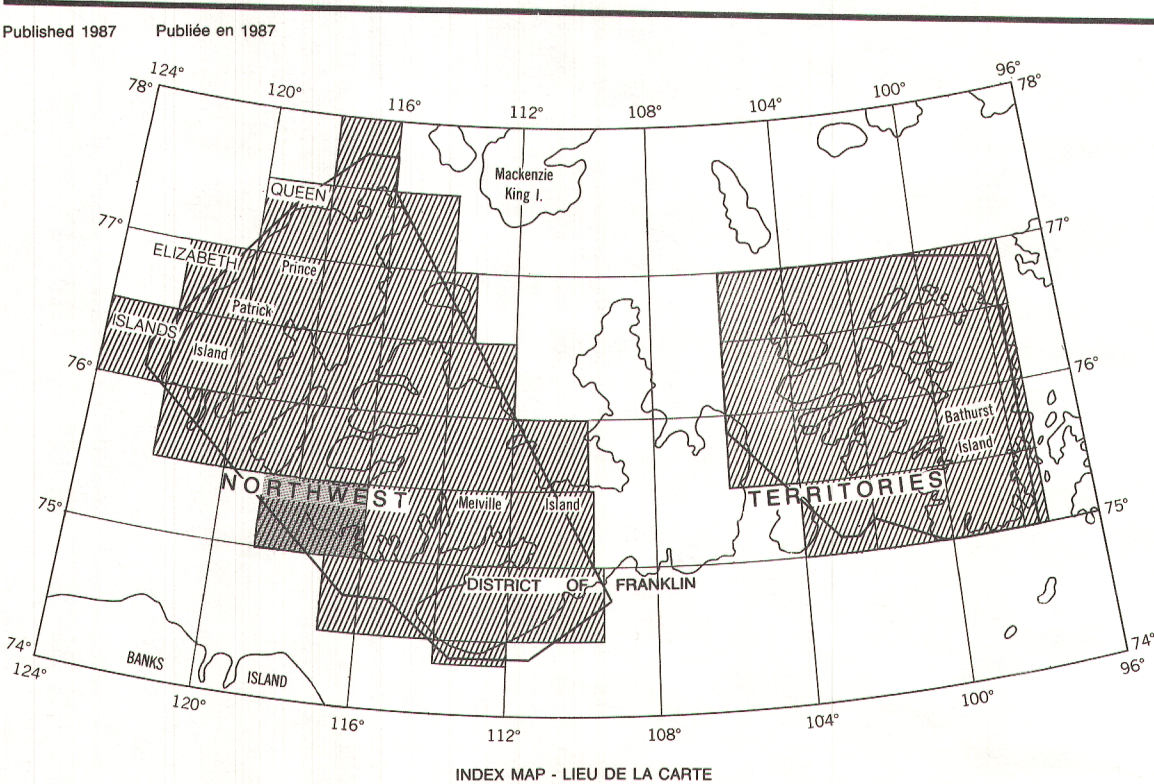 Published 1987 Publiée en 1987
124° 120° 116° 112° 108° 104° 100° 96°
78° 78°
Mackenzie
King I.
QUEEN
77° 77°
ELIZABETH
Prince
Patrick
ISLANDS
Island
76° 76°
Bathurst
Island
NORTHWEST TERRITORIES
Melville Island
75° 75°
DISTRICT OF FRANKLIN
74° 74°
BANKS ISLAND
124° 120° 116° 112° 108° 104° 100° 96°
INDEX MAP - LIEU DE LA CARTE